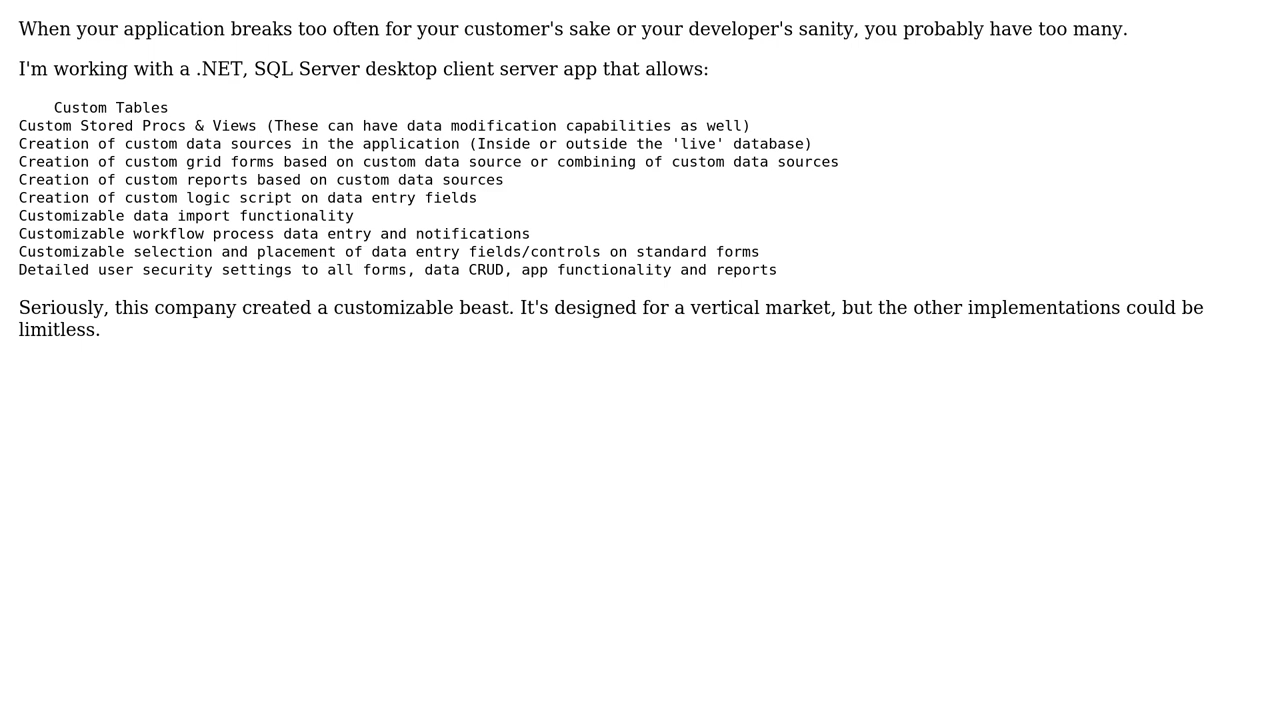 When your application breaks too often for your customer's sake or your developer's sanity, you probably have too many.
I'm working with a .NET, SQL Server desktop client server app that allows:
Custom Tables
Custom Stored Procs & Views (These can have data modification capabilities as well)
Creation of custom data sources in the application (Inside or outside the 'live' database)
Creation of custom grid forms based on custom data source or combining of custom data sources
Creation of custom reports based on custom data sources
Creation of custom logic script on data entry fields
Customizable data import functionality
Customizable workflow process data entry and notifications
Customizable selection and placement of data entry fields/controls on standard forms
Detailed user security settings to all forms, data CRUD, app functionality and reports
Seriously, this company created a customizable beast. It's designed for a vertical market, but the other implementations could be
limitless.